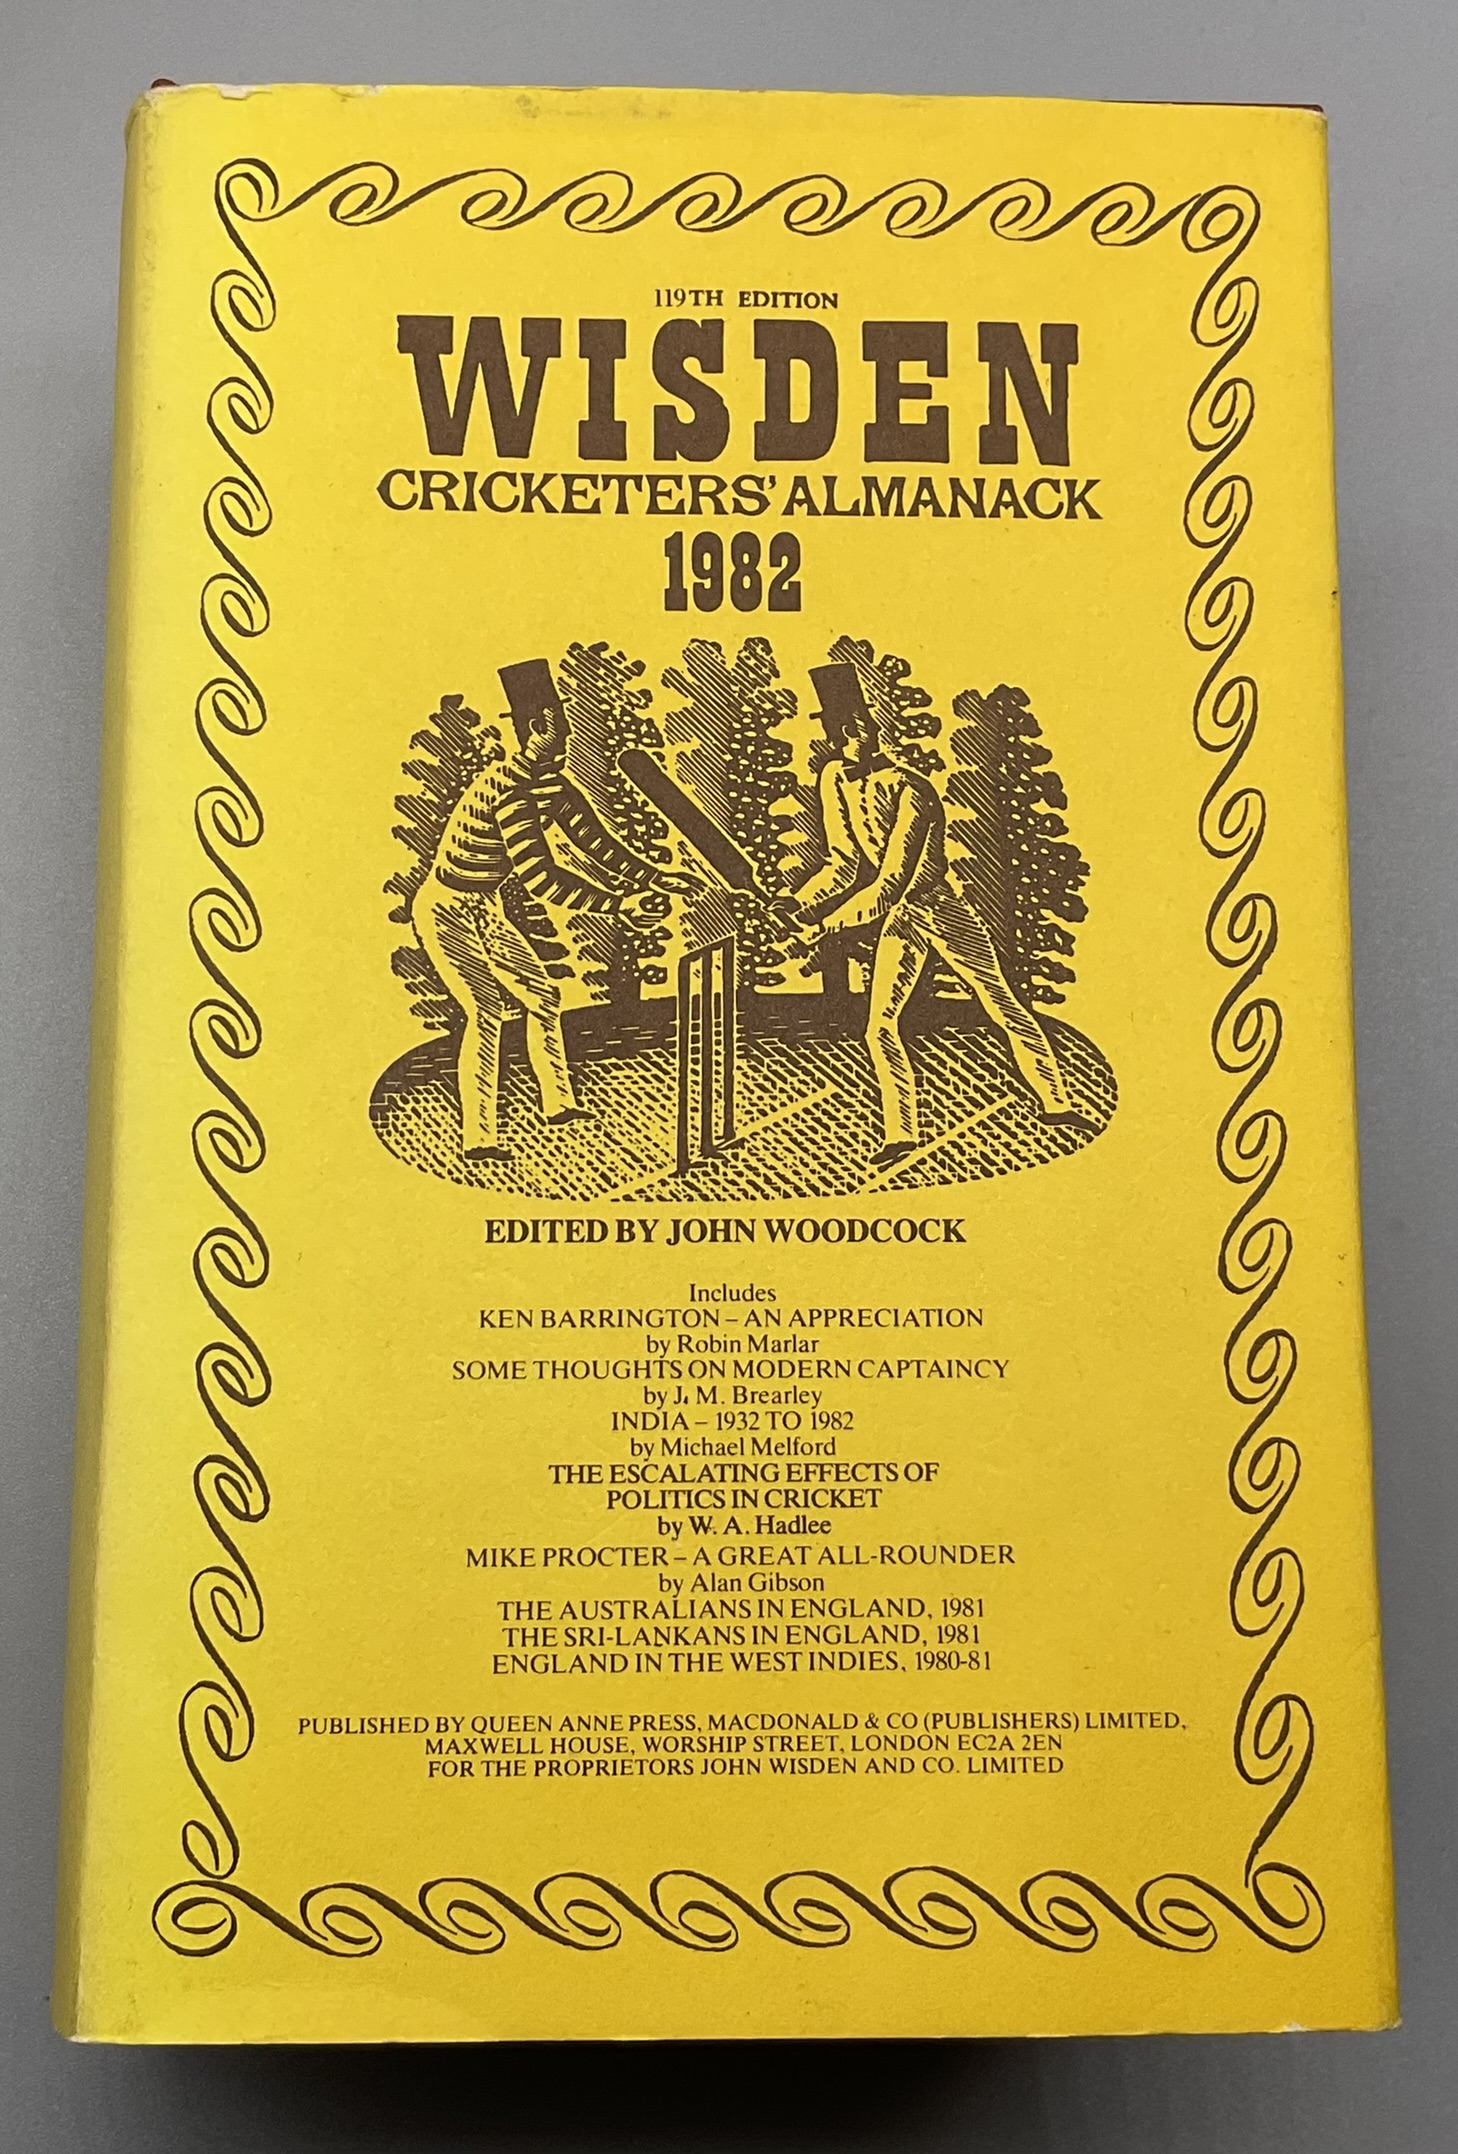 119TH EDITION
WISDEN
CRICKETERS' ALMANACK
1982
EDITED BY JOHN WOODCOCK
Includes
KEN BARRINGTON – AN APPRECIATION
by Robin Marlar
SOME THOUGHTS ON MODERN CAPTAINCY
by J. M. Brearley
INDIA – 1932 TO 1982
by Michael Melford
THE ESCALATING EFFECTS OF
POLITICS IN CRICKET
by W. A. Hadlee
MIKE PROCTER – A GREAT ALL-ROUNDER
by Alan Gibson
THE AUSTRALIANS IN ENGLAND, 1981
THE SRI-LANKANS IN ENGLAND, 1981
ENGLAND IN THE WEST INDIES, 1980-81
PUBLISHED BY QUEEN ANNE PRESS, MACDONALD & CO (PUBLISHERS) LIMITED,
MAXWELL HOUSE, WORSHIP STREET, LONDON EC2A 2EN
FOR THE PROPRIETORS JOHN WISDEN AND CO. LIMITED